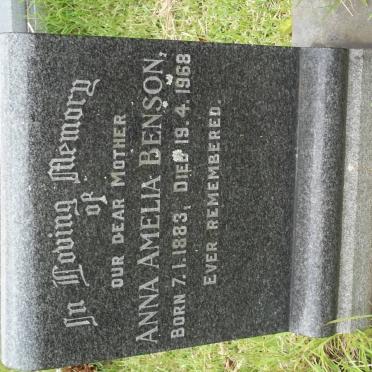 In Loving Memory
of
OUR DEAR MOTHER
ANNA AMELIA BENSON,
BORN 7.1.1883, DIED 19.4.1968
EVER REMEMBERED.